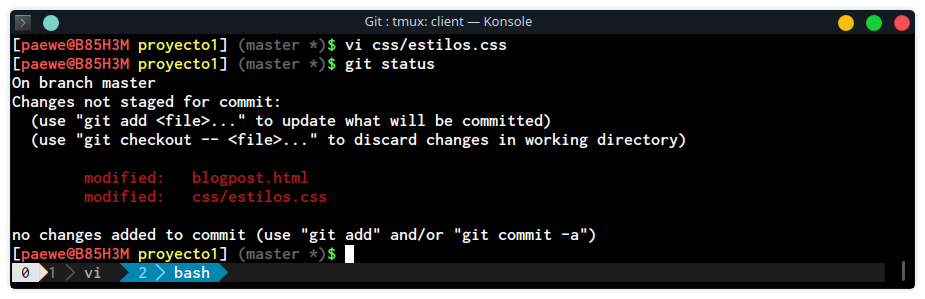 Git : tmux: client — Konsole
[paewe@B85H3M proyecto1] (master *)$ vi css/estilos.css
[paewe@B85H3M proyecto1] (master *)$ git status
On branch master
Changes not staged for commit:
  (use "git add <file>..." to update what will be committed)
  (use "git checkout -- <file>..." to discard changes in working directory)
        modified:   blogpost.html
        modified:   css/estilos.css
no changes added to commit (use "git add" and/or "git commit -a")
[paewe@B85H3M proyecto1] (master *)$
0 1 vi 2 bash